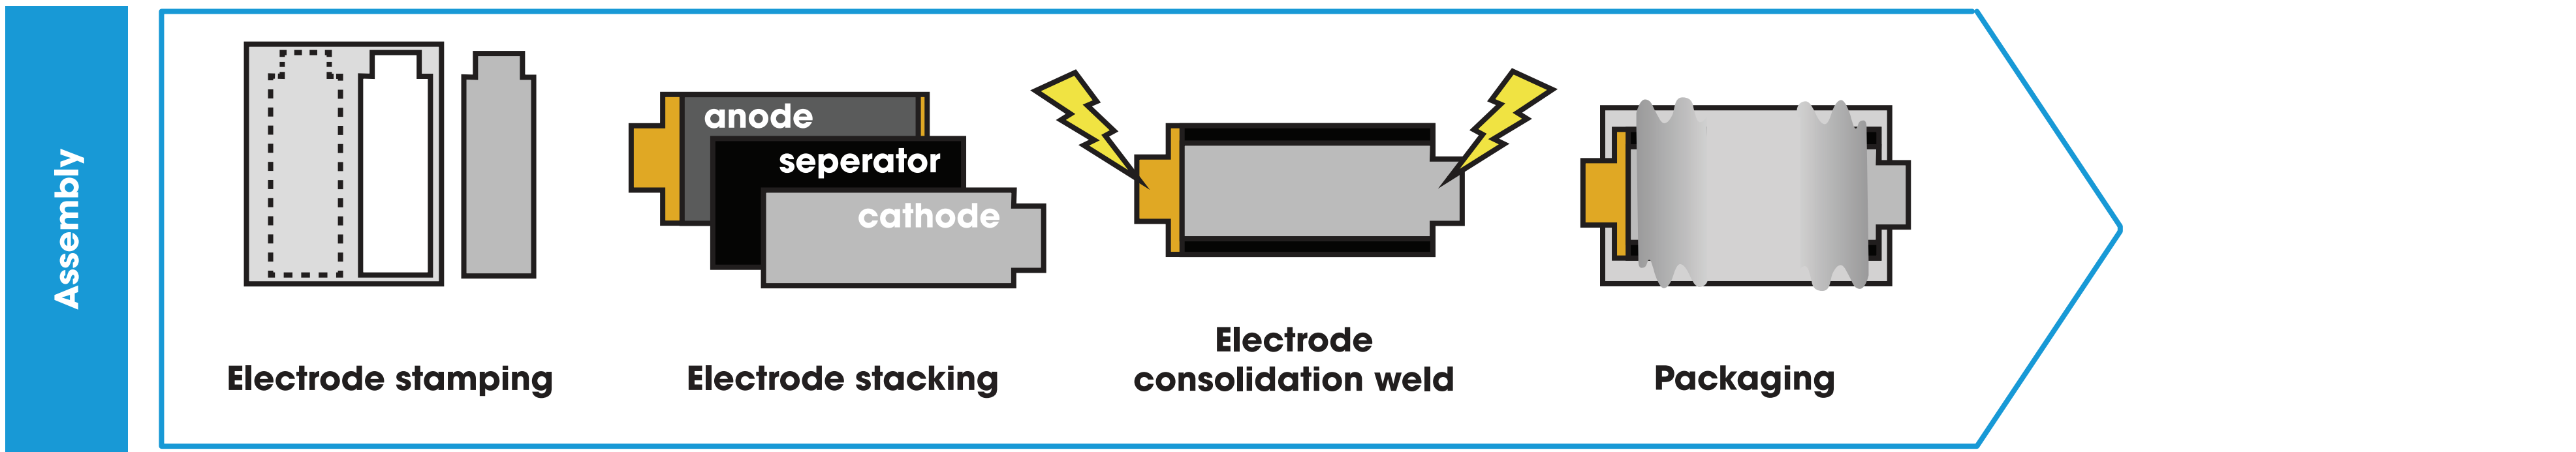 Assembly
anode
seperator
cathode
Electrode stamping
Electrode stacking
Electrode
consolidation weld
Packaging